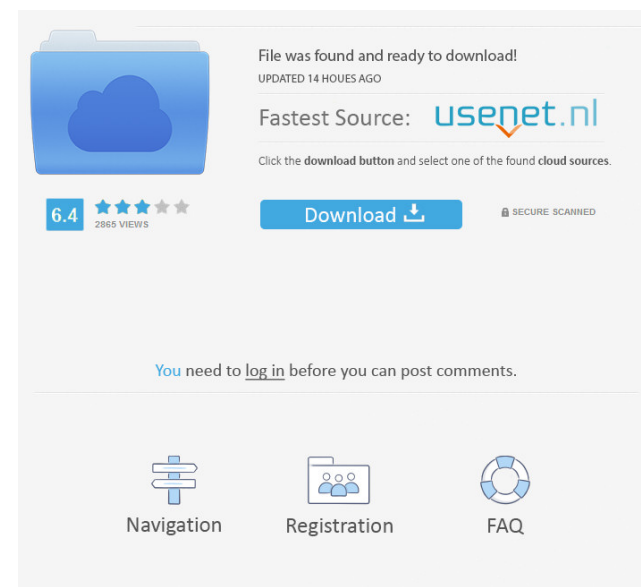 File was found and ready to download!
UPDATED 14 HOUES AGO
Fastest Source: usenet.nl
Click the download button and select one of the found cloud sources.
6.4
2865 VIEWS
Download
SECURE SCANNED
You need to log in before you can post comments.
Navigation
Registration
FAQ